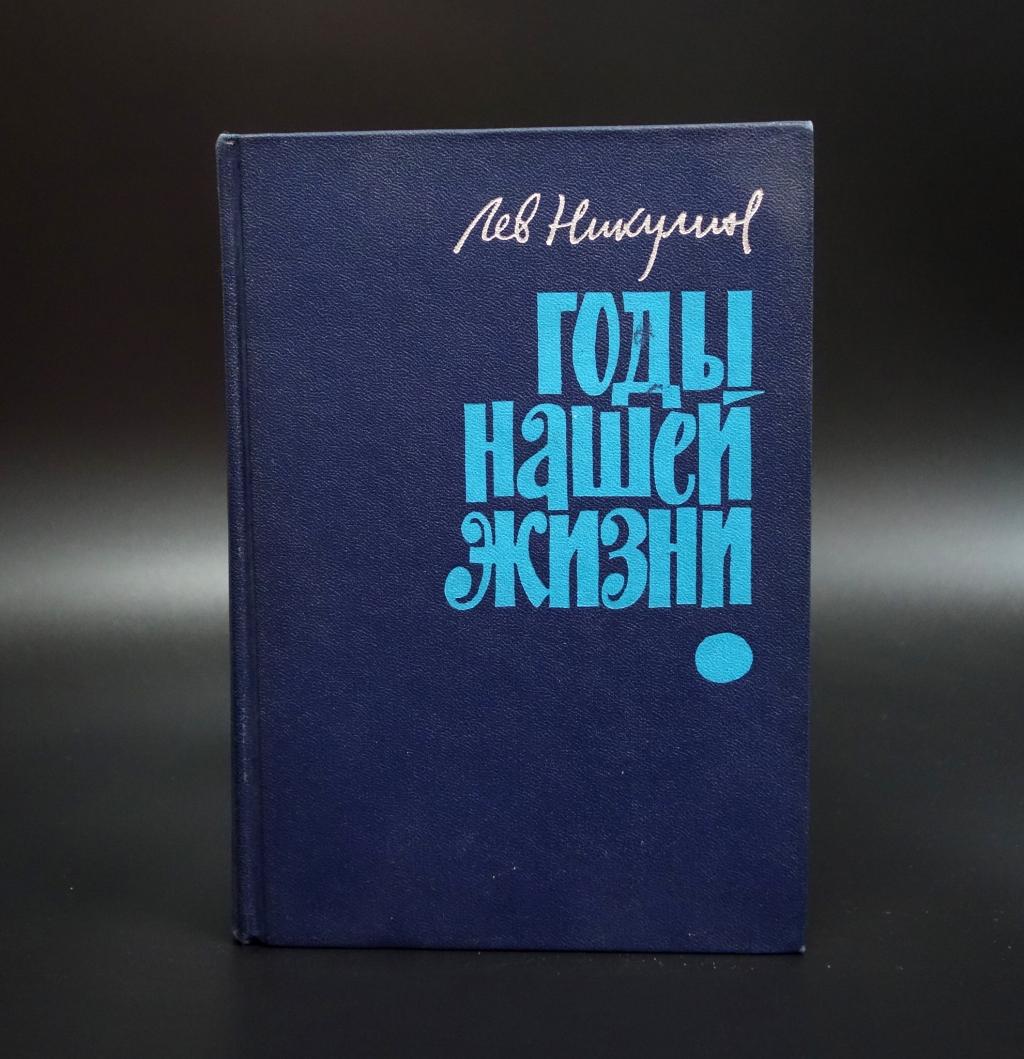 Лев Никулин
годы
нашей
жизни